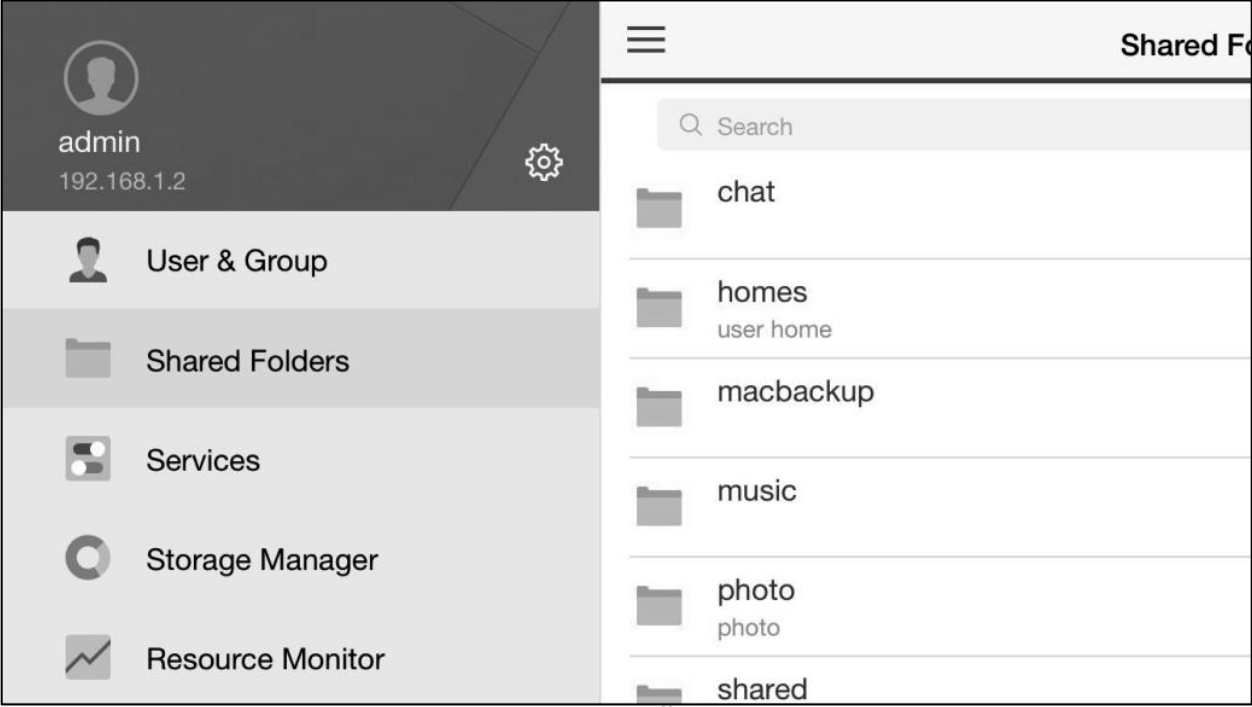 admin
192.168.1.2
User & Group
Shared Folders
Services
Storage Manager
Resource Monitor
Shared
Search
chat
homes
user home
macbackup
music
photo
photo
shared